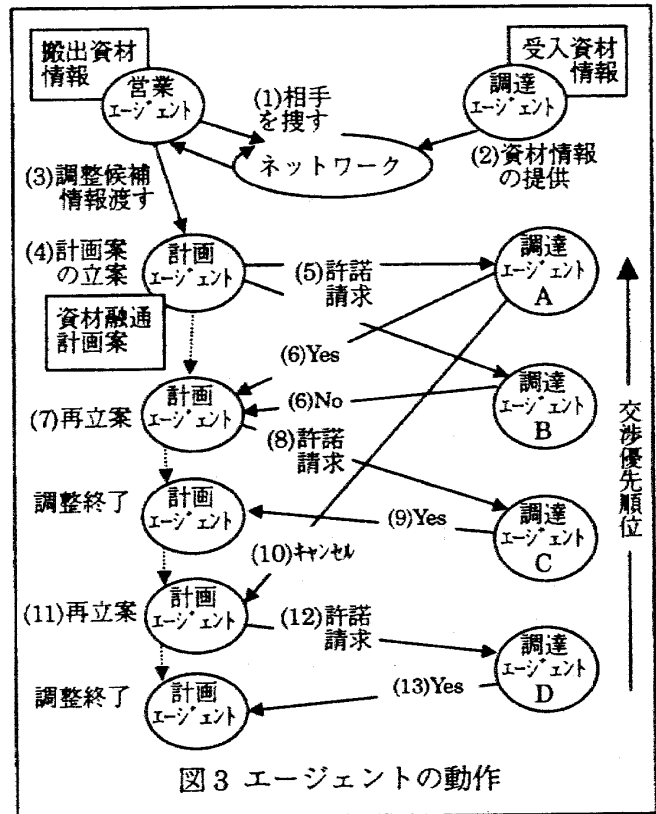 搬出資材
情報
営業
エージェント
(1)相手
を捜す
受入資材
情報
調達
エージェント
ネットワーク
(2)資材情報
の提供
(3)調整候補
情報渡す
(4)計画案
の立案
計画
エージェント
資材融通
計画案
(5)許諾
請求
調達
エージェント
A
(6)Yes
計画
エージェント
(6)No
調達
エージェント
B
(7)再立案
(8)許諾
請求
交渉優先順位
調整終了
計画
エージェント
(9)Yes
調達
エージェント
C
(10)キャンセル
(11)再立案
計画
エージェント
(12)許諾
請求
調達
エージェント
D
調整終了
計画
エージェント
(13)Yes
図3 エージェントの動作